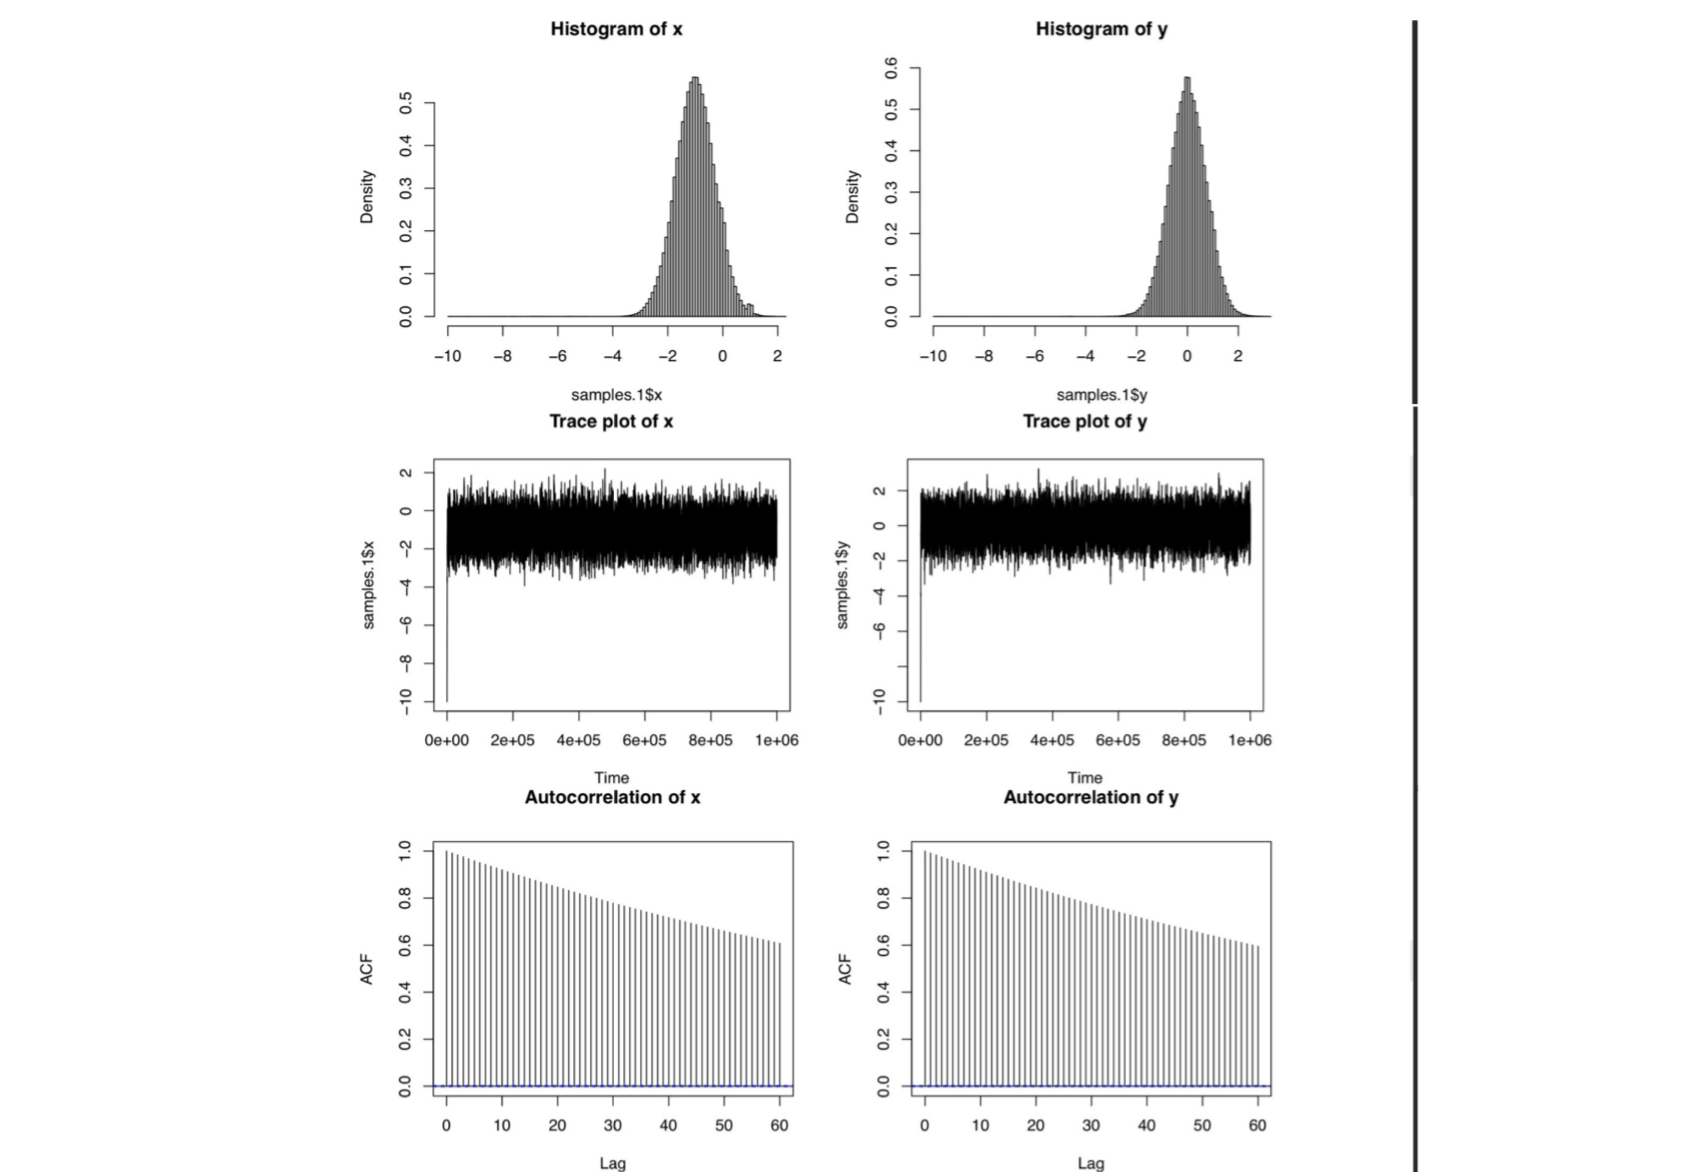 Histogram of x
Histogram of y
Density
0.0 0.1 0.2 0.3 0.4 0.5
−10 −8 −6 −4 −2 0 2
samples.1$x
Density
0.0 0.1 0.2 0.3 0.4 0.5 0.6
−10 −8 −6 −4 −2 0 2
samples.1$y
Trace plot of x
Trace plot of y
samples.1$x
−10 −8 −6 −4 −2 0 2
0e+00 2e+05 4e+05 6e+05 8e+05 1e+06
Time
samples.1$y
−10 −6 −4 −2 0 2
0e+00 2e+05 4e+05 6e+05 8e+05 1e+06
Time
Autocorrelation of x
Autocorrelation of y
ACF
0.0 0.2 0.4 0.6 0.8 1.0
0 10 20 30 40 50 60
Lag
ACF
0.0 0.2 0.4 0.6 0.8 1.0
0 10 20 30 40 50 60
Lag